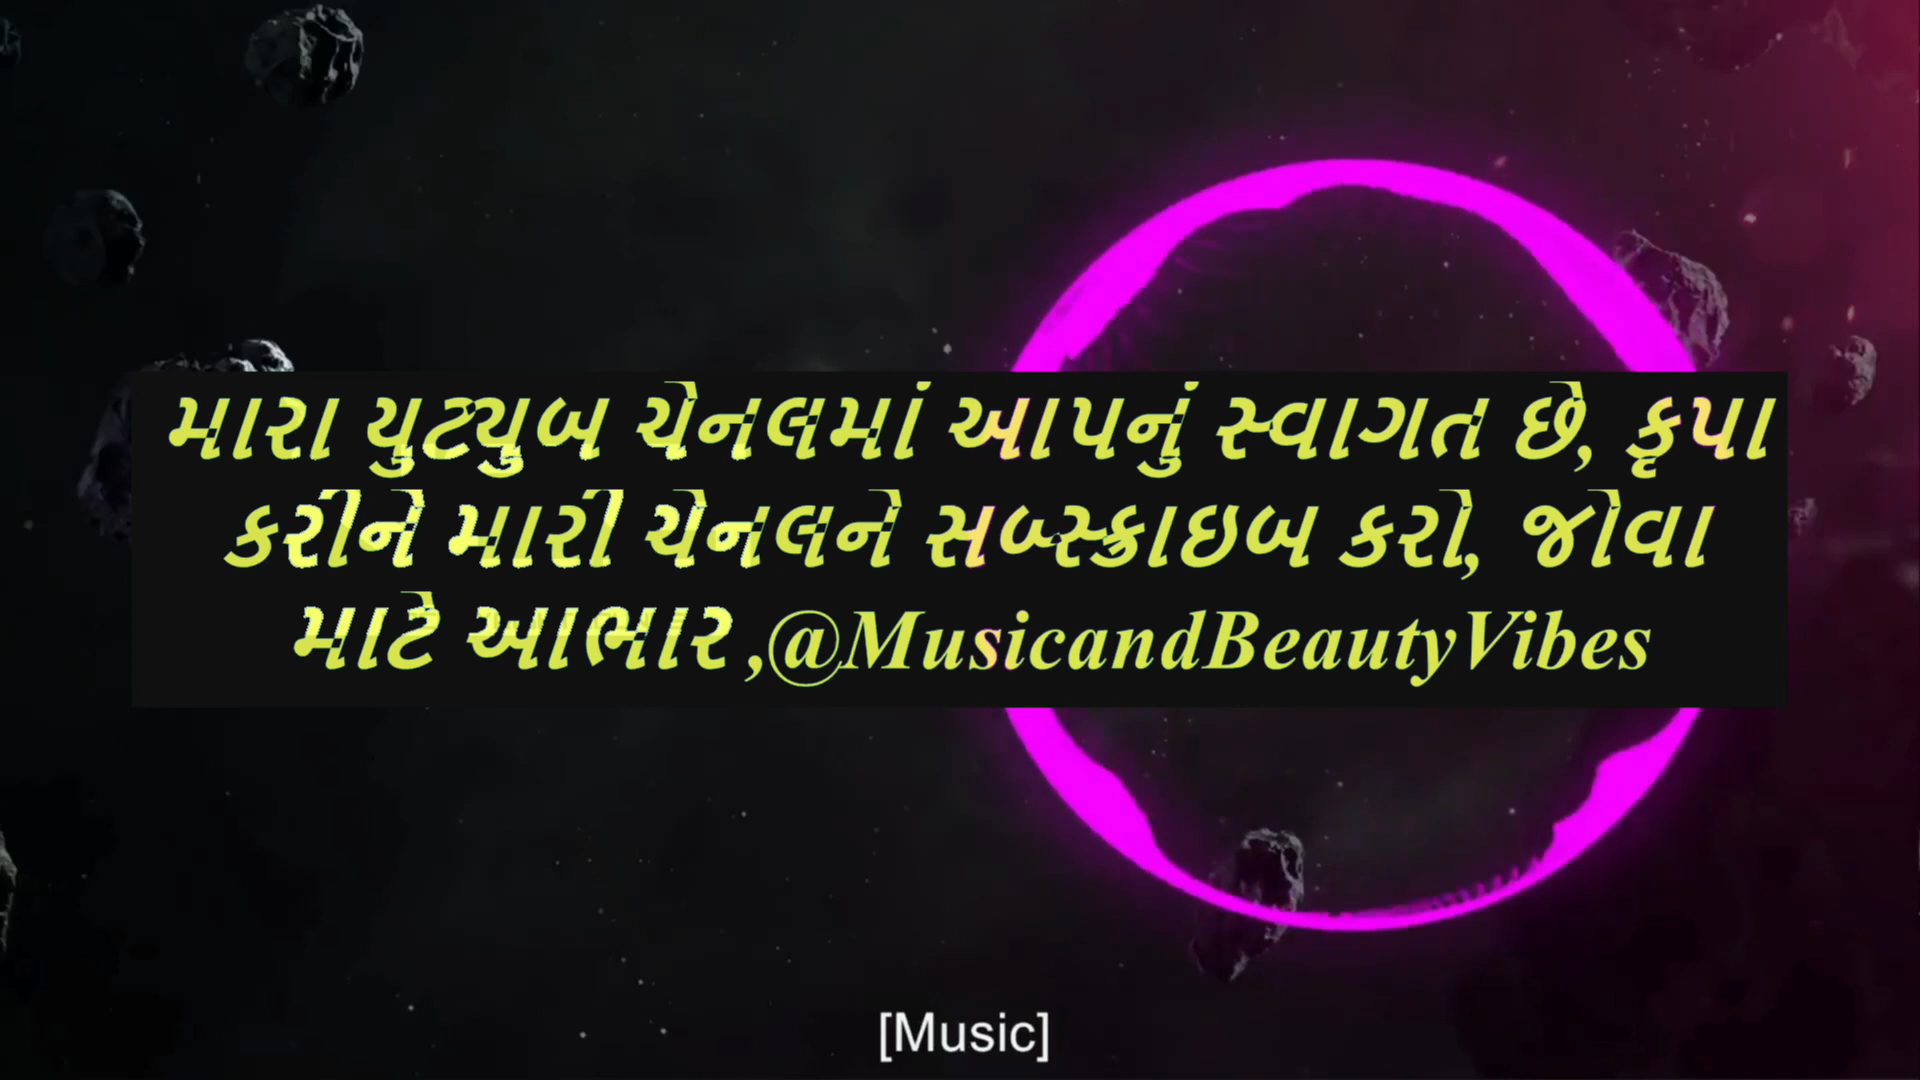 મારા યુટ્યુબ ચેનલમાં આપનું સ્વાગત છે, કૃપા
કરીને મારી ચેનલને સબ્સ્ક્રાઇબ કરો, જોવા
માટે આભાર ,@MusicandBeautyVibes
[Music]